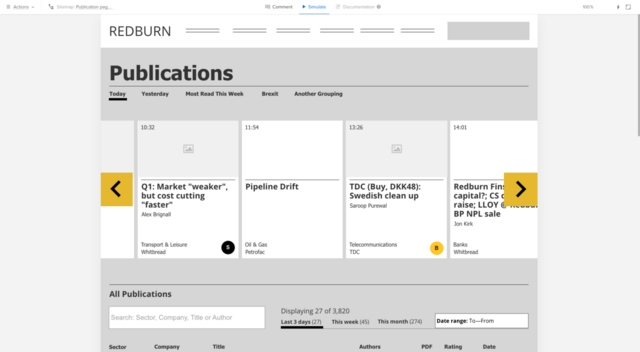 Actions
Sitemap Publication pag...
Comment
Simulate
Documentation
100%
REDBURN
Publications
Today Yesterday Most Read This Week Brexit Another Grouping
10:32
Q1: Market "weaker",
but cost cutting
"faster"
Alex Brignall
Transport & Leisure
Whitbread
S
11:54
Pipeline Drift
Oil & Gas
Petrofac
13:26
TDC (Buy, DKK48):
Swedish clean up
Saroop Purewal
Telecommunications
TDC
B
14:01
Redburn Fins
capital?; CS
raise; LLOY
BP NPL sale
Jon Kirk
Banks
Whitbread
All Publications
Search: Sector, Company, Title or Author
Displaying 27 of 3,820
Last 3 days (27) This week (45) This month (274)
Date range: To—From
Sector Company Title Authors PDF Rating Date